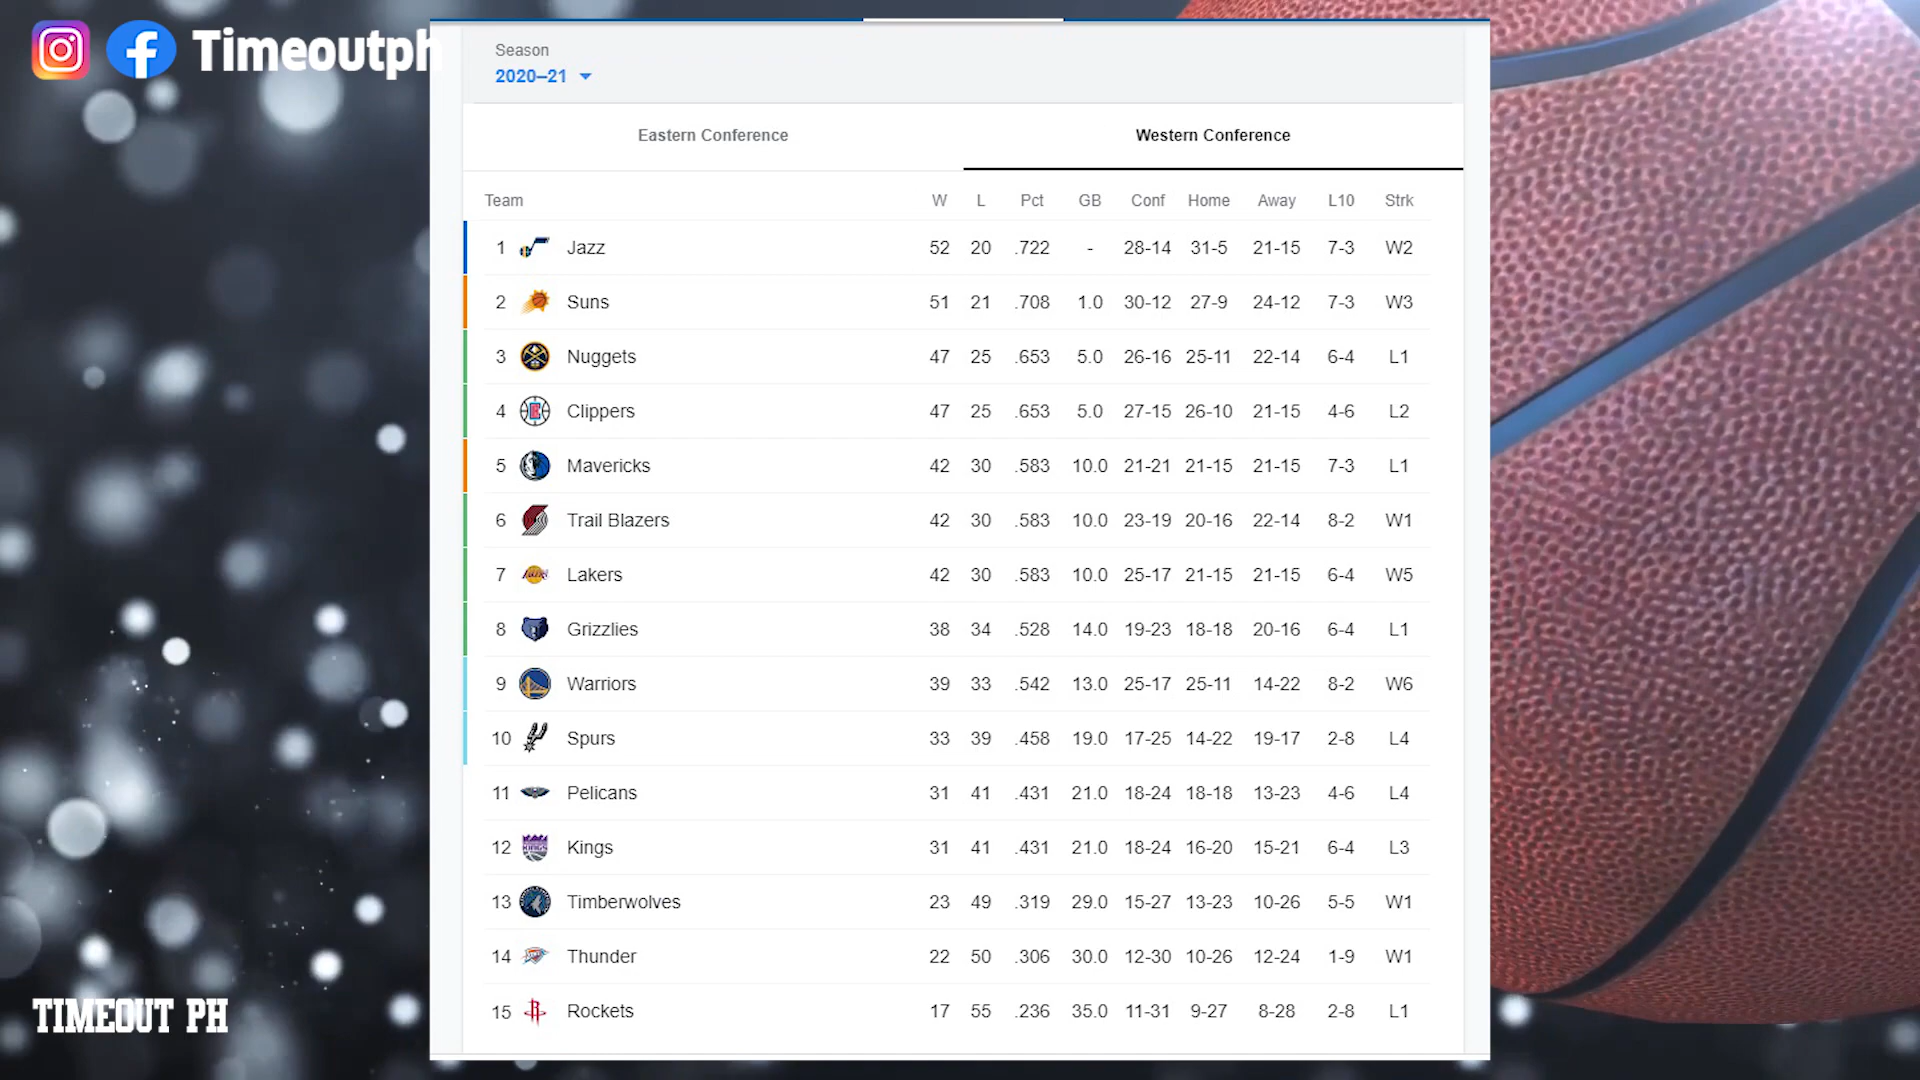 Timeoutph
Season
2020–21
Eastern Conference Western Conference
Team W L Pct GB Conf Home Away L10 Strk
1 Jazz 52 20 .722 - 28-14 31-5 21-15 7-3 W2
2 Suns 51 21 .708 1.0 30-12 27-9 24-12 7-3 W3
3 Nuggets 47 25 .653 5.0 26-16 25-11 22-14 6-4 L1
4 Clippers 47 25 .653 5.0 27-15 26-10 21-15 4-6 L2
5 Mavericks 42 30 .583 10.0 21-21 21-15 21-15 7-3 L1
6 Trail Blazers 42 30 .583 10.0 23-19 20-16 22-14 8-2 W1
7 Lakers 42 30 .583 10.0 25-17 21-15 21-15 6-4 W5
8 Grizzlies 38 34 .528 14.0 19-23 18-18 20-16 6-4 L1
9 Warriors 39 33 .542 13.0 25-17 25-11 14-22 8-2 W6
10 Spurs 33 39 .458 19.0 17-25 14-22 19-17 2-8 L4
11 Pelicans 31 41 .431 21.0 18-24 18-18 13-23 4-6 L4
12 Kings 31 41 .431 21.0 18-24 16-20 15-21 6-4 L3
13 Timberwolves 23 49 .319 29.0 15-27 13-23 10-26 5-5 W1
14 Thunder 22 50 .306 30.0 12-30 10-26 12-24 1-9 W1
15 Rockets 17 55 .236 35.0 11-31 9-27 8-28 2-8 L1
TIMEOUT PH